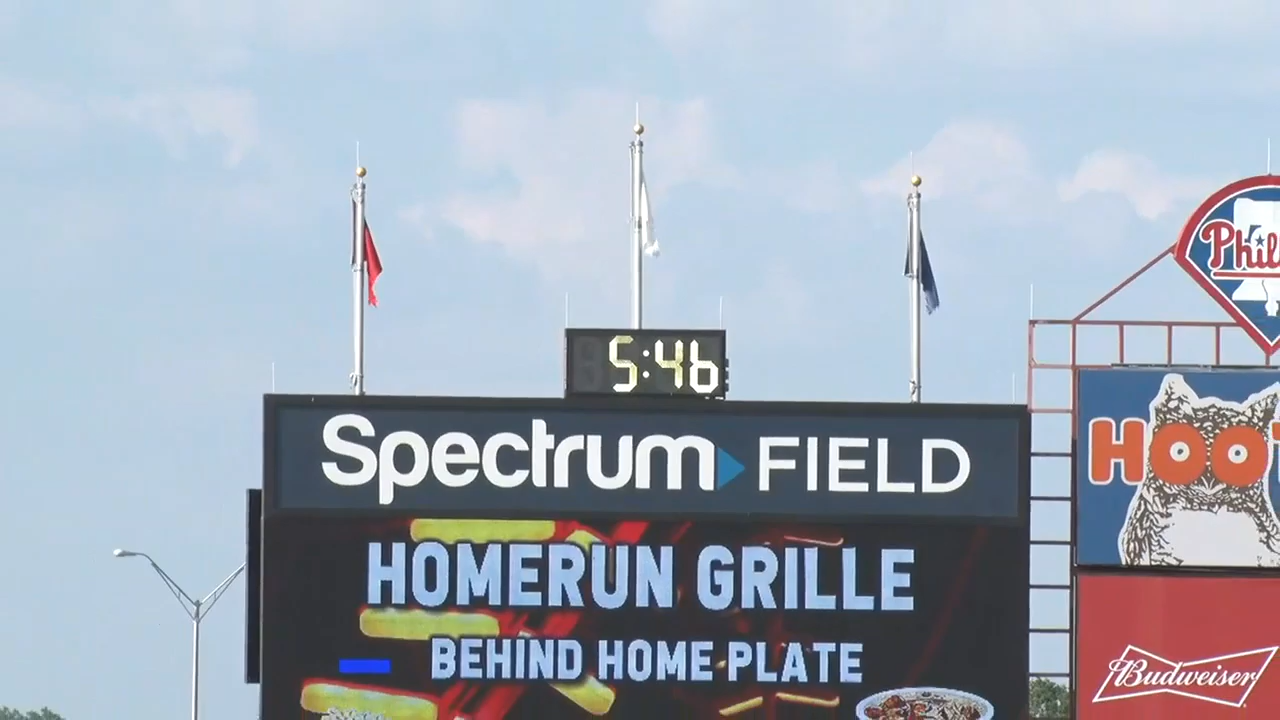 5:46
Spectrum FIELD
HOMERUN GRILLE
BEHIND HOME PLATE
Budweiser